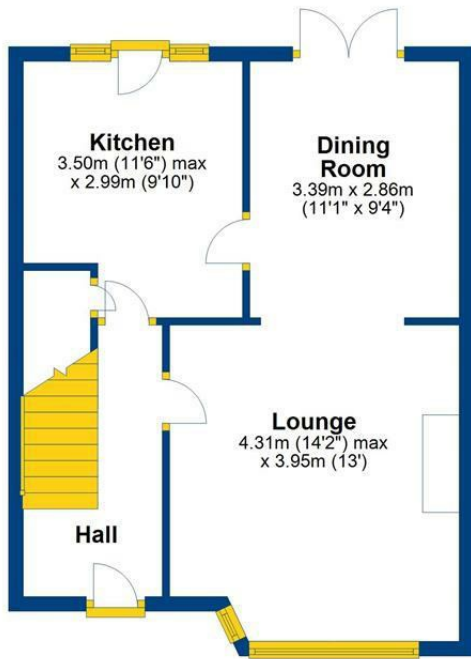 Kitchen
3.50m (11'6") max
x 2.99m (9'10")
Dining
Room
3.39m x 2.86m
(11'1" x 9'4")
Lounge
4.31m (14'2") max
x 3.95m (13')
Hall